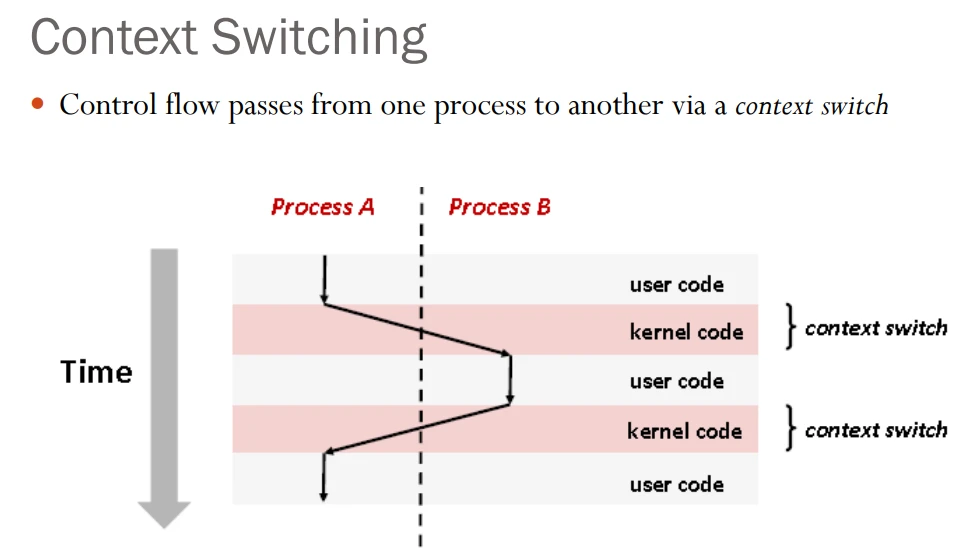 Context Switching
• Control flow passes from one process to another via a context switch
Process A
Process B
user code
kernel code
context switch
Time
user code
kernel code
context switch
user code